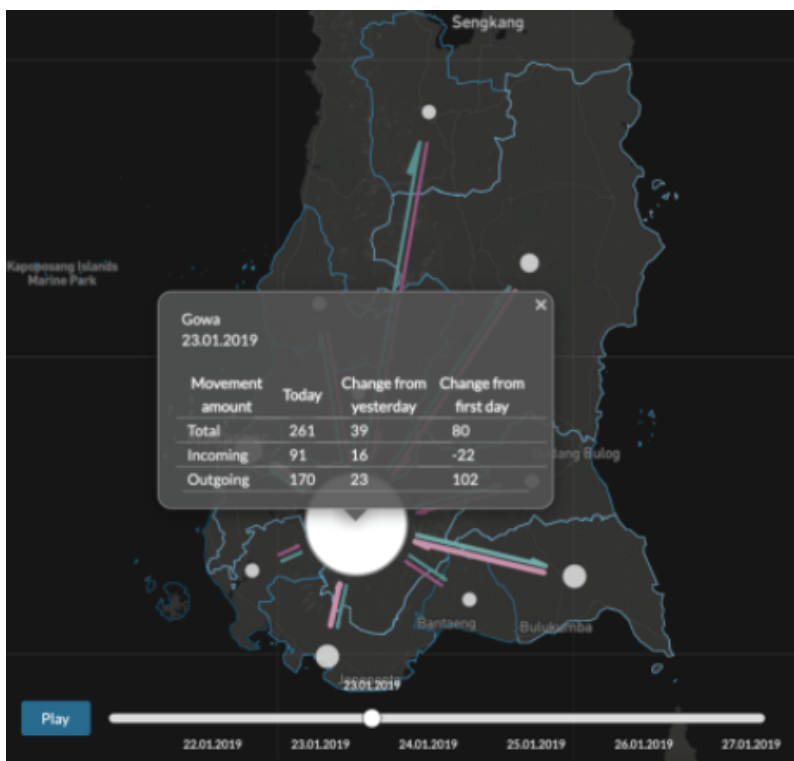 Sengkang
Kapoposang Islands
Marine Park
Gowa
23.01.2019
Movement amount Today Change from yesterday Change from first day
Total 261 39 80
Incoming 91 16 -22
Outgoing 170 23 102
Bulog
Bantaeng
Bulukumba
23.01.2019
Play
22.01.2019 23.01.2019 24.01.2019 25.01.2019 26.01.2019 27.01.2019